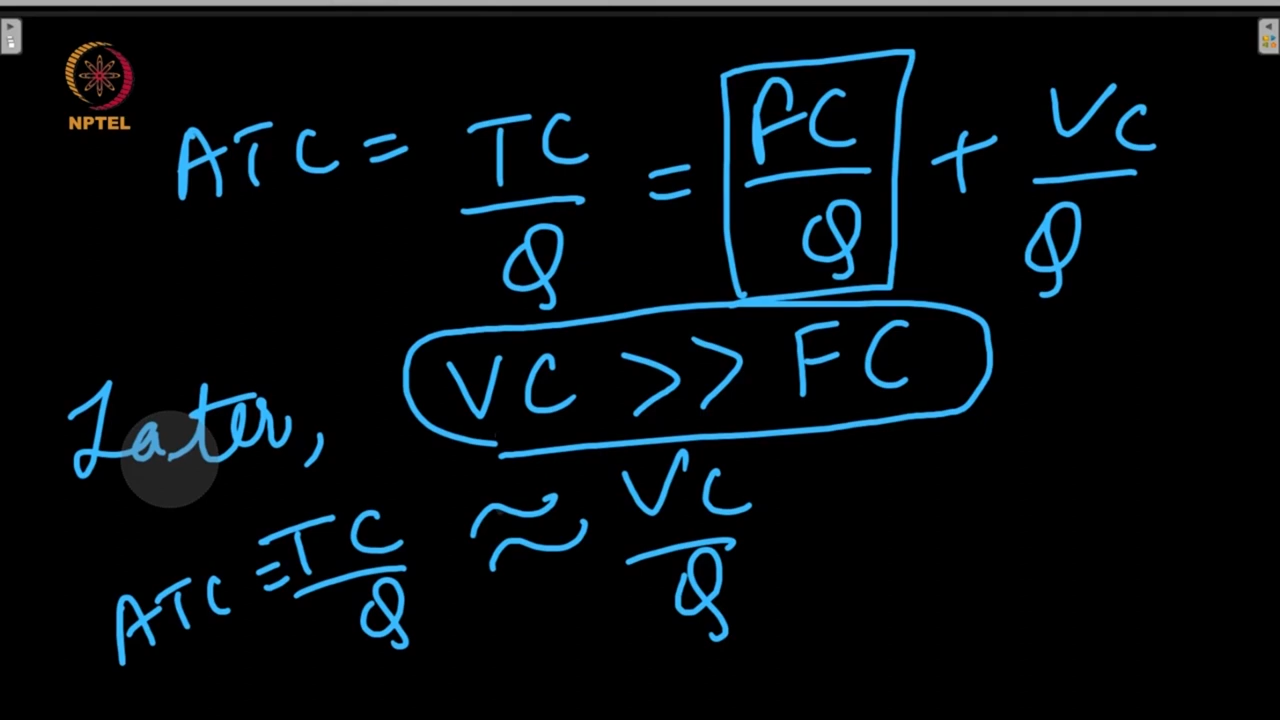 NPTEL
ATC = TC/Q = FC/Q + VC/Q
VC >> FC
Later,
ATC = TC/Q ≈ VC/Q